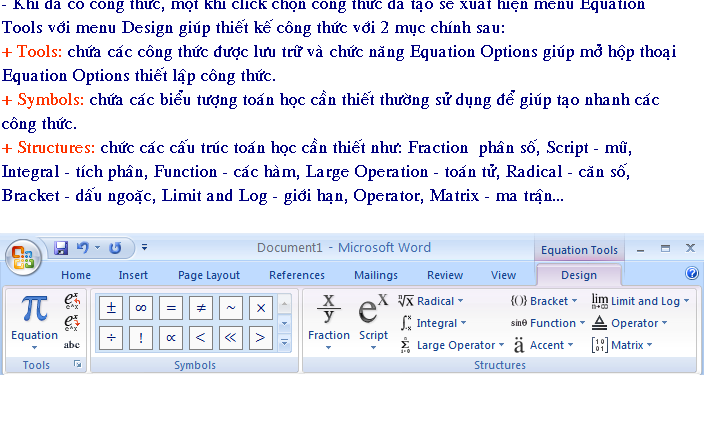 - Khi đã có công thức, một khi click chọn công thức đã tạo sẽ xuất hiện menu Equation
Tools với menu Design giúp thiết kế công thức với 2 mục chính sau:
+ Tools: chứa các công thức được lưu trữ và chức năng Equation Options giúp mở hộp thoại
Equation Options thiết lập công thức.
+ Symbols: chứa các biểu tượng toán học cần thiết thường sử dụng để giúp tạo nhanh các
công thức.
+ Structures: chức các cấu trúc toán học cần thiết như: Fraction phân số, Script - mũ,
Integral - tích phân, Function - các hàm, Large Operation - toán tử, Radical - căn số,
Bracket - dấu ngoặc, Limit and Log - giới hạn, Operator, Matrix - ma trận...
Document1 - Microsoft Word Equation Tools
Home Insert Page Layout References Mailings Review View Design
π Equation abc
± ∞ = ≠ ~ ×
÷ ! ∝ < ≪ >
x/y Fraction eˣ Script
ⁿ√x Radical {()} Bracket lim n→∞ Limit and Log
Integral sinθ Function Operator
Large Operator ä Accent [10 01] Matrix
Tools Symbols Structures